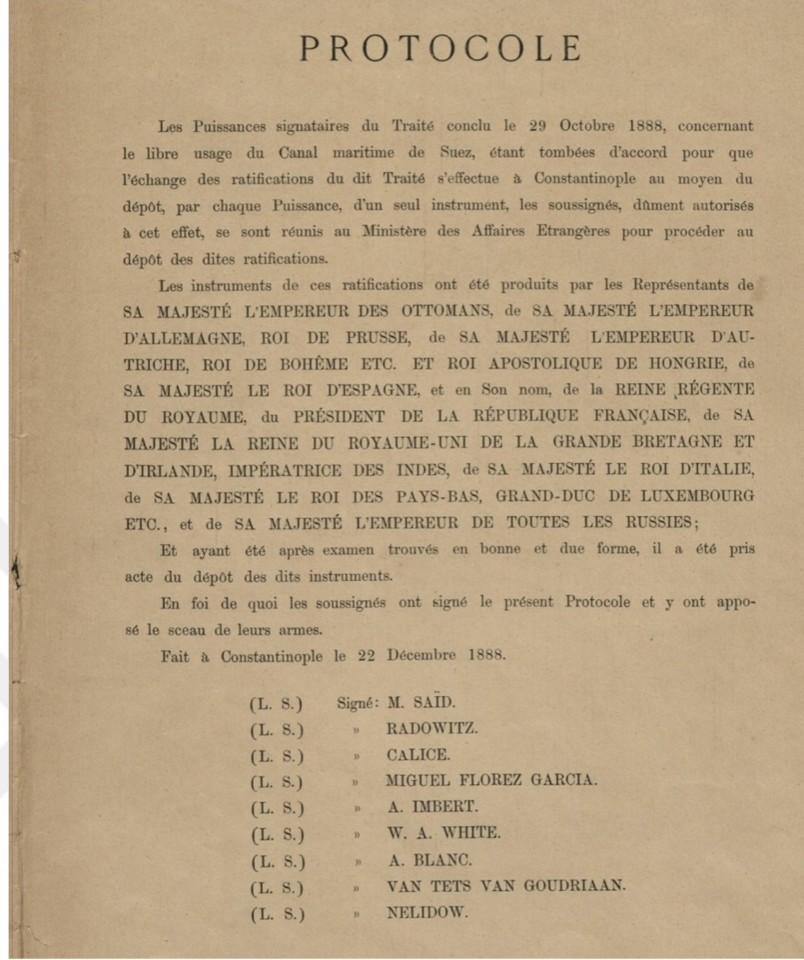 PROTOCOLE
Les Puissances signataires du Traité conclu le 29 Octobre 1888, concernant
le libre usage du Canal maritime de Suez, étant tombées d'accord pour que
l'échange des ratifications du dit Traité s'effectue à Constantinople au moyen du
dépôt, par chaque Puissance, d'un seul instrument, les soussignés, dûment autorisés
à cet effet, se sont réunis au Ministère des Affaires Etrangères pour procéder au
dépôt des dites ratifications.
Les instruments de ces ratifications ont été produits par les Représentants de
SA MAJESTÉ L'EMPEREUR DES OTTOMANS, de SA MAJESTÉ L'EMPEREUR
D'ALLEMAGNE, ROI DE PRUSSE, de SA MAJESTÉ L'EMPEREUR D'AU-
TRICHE, ROI DE BOHÊME ETC. ET ROI APOSTOLIQUE DE HONGRIE, de
SA MAJESTÉ LE ROI D'ESPAGNE, et en Son nom, de la REINE RÉGENTE
DU ROYAUME, du PRÉSIDENT DE LA RÉPUBLIQUE FRANÇAISE, de SA
MAJESTÉ LA REINE DU ROYAUME-UNI DE LA GRANDE BRETAGNE ET
D'IRLANDE, IMPÉRATRICE DES INDES, de SA MAJESTÉ LE ROI D'ITALIE,
de SA MAJESTÉ LE ROI DES PAYS-BAS, GRAND-DUC DE LUXEMBOURG
ETC., et de SA MAJESTÉ L'EMPEREUR DE TOUTES LES RUSSIES;
Et ayant été après examen trouvés en bonne et due forme, il a été pris
acte du dépôt des dits instruments.
En foi de quoi les soussignés ont signé le présent Protocole et y ont appo-
sé le sceau de leurs armes.
Fait à Constantinople le 22 Décembre 1888.
(L. S.) Signé: M. SAÏD.
(L. S.) » RADOWITZ.
(L. S.) » CALICE.
(L. S.) » MIGUEL FLOREZ GARCIA.
(L. S.) » A. IMBERT.
(L. S.) » W. A. WHITE.
(L. S.) » A. BLANC.
(L. S.) » VAN TETS VAN GOUDRIAAN.
(L. S.) » NELIDOW.